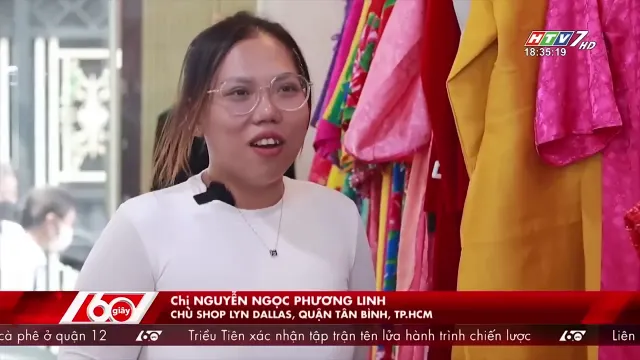 HTV7 HD
18:35:19
60 giây
Chị NGUYỄN NGỌC PHƯƠNG LINH
CHỦ SHOP LYN DALLAS, QUẬN TÂN BÌNH, TP.HCM
cà phê ở quận 12 60 Triều Tiên xác nhận tập trận tên lửa hành trình chiến lược 60 Liên